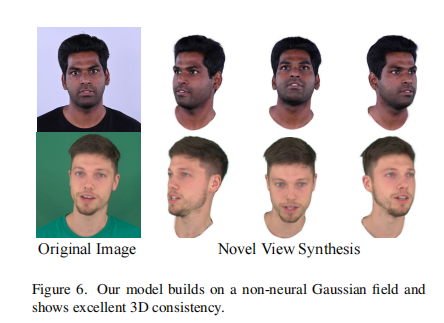 Original Image
Novel View Synthesis
Figure 6. Our model builds on a non-neural Gaussian field and
shows excellent 3D consistency.